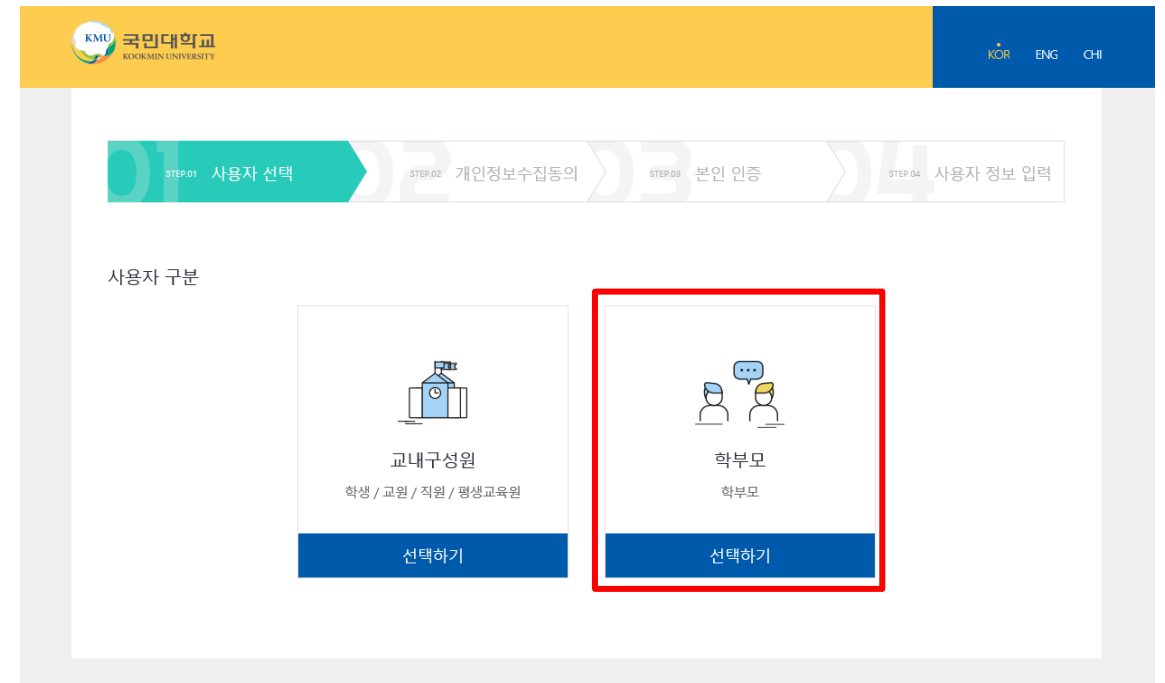 KMU 국민대학교
KOOKMIN UNIVERSITY
KOR ENG CHI
01 STEP.01 사용자 선택
02 STEP.02 개인정보수집동의
03 STEP.03 본인 인증
04 STEP.04 사용자 정보 입력
사용자 구분
교내구성원
학생 / 교원 / 직원 / 평생교육원
선택하기
학부모
학부모
선택하기